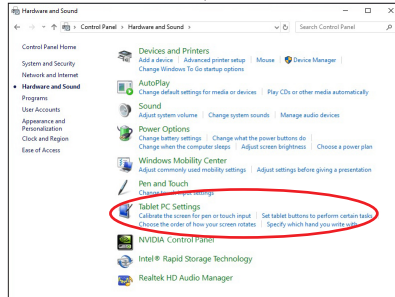 Hardware and Sound
Control Panel > Hardware and Sound >
Search Control Panel
Control Panel Home
System and Security
Network and Internet
Hardware and Sound
Programs
User Accounts
Appearance and
Personalization
Clock and Region
Ease of Access
Devices and Printers
Add a device Advanced printer setup Mouse Device Manager
Change Windows To Go startup options
AutoPlay
Change default settings for media or devices Play CDs or other media automatically
Sound
Adjust system volume Change system sounds Manage audio devices
Power Options
Change battery settings Change what the power buttons do
Change when the computer sleeps Adjust screen brightness Choose a power plan
Windows Mobility Center
Adjust commonly used mobility settings Adjust settings before giving a presentation
Pen and Touch
Change touch input settings
Tablet PC Settings
Calibrate the screen for pen or touch input Set tablet buttons to perform certain tasks
Choose the order of how your screen rotates Specify which hand you write with
NVIDIA Control Panel
Intel® Rapid Storage Technology
Realtek HD Audio Manager